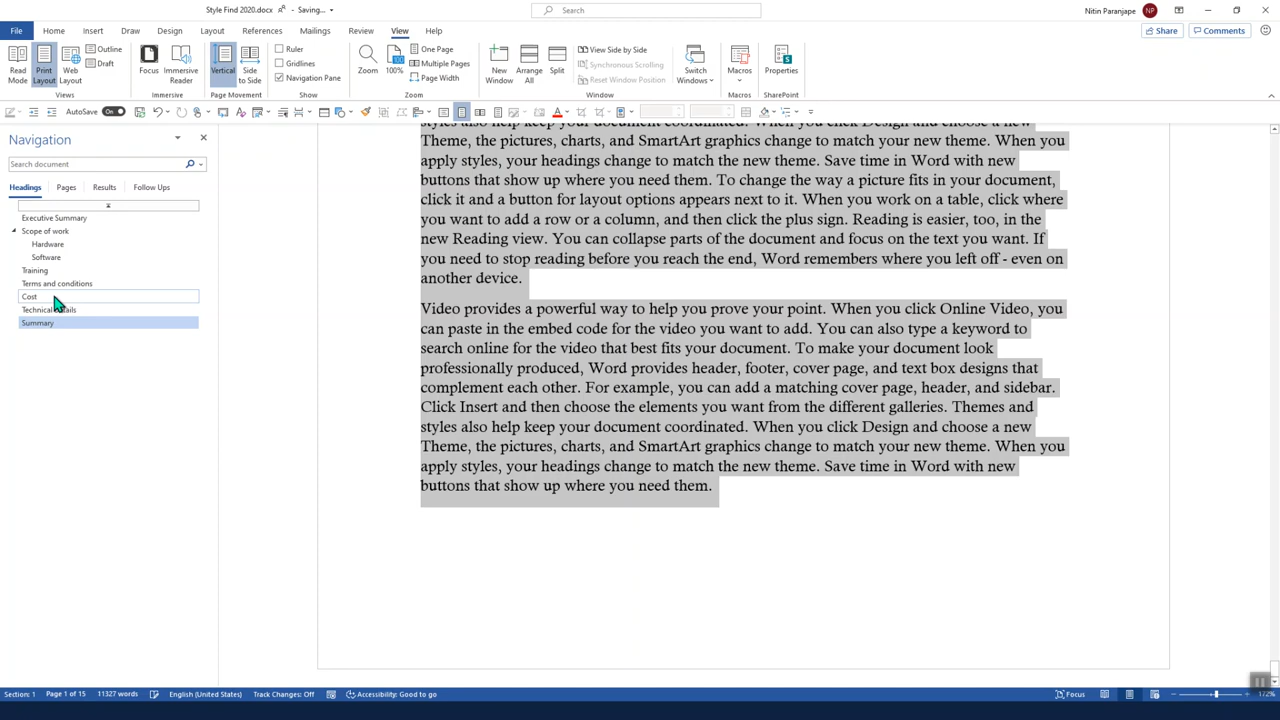 Style Find 2020.docx
- Saving...
Search
Nitin Paranjape
NP
File
Home
Insert
Draw
Design
Layout
References
Mailings
Review
View
Help
Share
Comments
Read Mode
Print Layout
Web Layout
Outline
Draft
Views
Focus
Immersive Reader
Immersive
Vertical
Side to Side
Page Movement
Ruler
Gridlines
Navigation Pane
Show
Zoom
100
100%
One Page
Multiple Pages
Page Width
Zoom
New Window
Arrange All
Split
View Side by Side
Synchronous Scrolling
Reset Window Position
Window
Switch Windows
Macros
Macros
Properties
SharePoint
AutoSave
On
Navigation
Search document
Headings
Pages
Results
Follow Ups
Executive Summary
Scope of work
Hardware
Software
Training
Terms and conditions
Cost
Summary
styles also help keep your document coordinated. When you click Design and choose a new
Theme, the pictures, charts, and SmartArt graphics change to match your new theme. When you
apply styles, your headings change to match the new theme. Save time in Word with new
buttons that show up where you need them. To change the way a picture fits in your document,
click it and a button for layout options appears next to it. When you work on a table, click where
you want to add a row or a column, and then click the plus sign. Reading is easier, too, in the
new Reading view. You can collapse parts of the document and focus on the text you want. If
you need to stop reading before you reach the end, Word remembers where you left off - even on
another device.
Video provides a powerful way to help you prove your point. When you click Online Video, you
can paste in the embed code for the video you want to add. You can also type a keyword to
search online for the video that best fits your document. To make your document look
professionally produced, Word provides header, footer, cover page, and text box designs that
complement each other. For example, you can add a matching cover page, header, and sidebar.
Click Insert and then choose the elements you want from the different galleries. Themes and
styles also help keep your document coordinated. When you click Design and choose a new
Theme, the pictures, charts, and SmartArt graphics change to match your new theme. When you
apply styles, your headings change to match the new theme. Save time in Word with new
buttons that show up where you need them.
Section: 1
Page 1 of 15
11327 words
English (United States)
Track Changes: Off
Accessibility: Good to go
Focus
172%